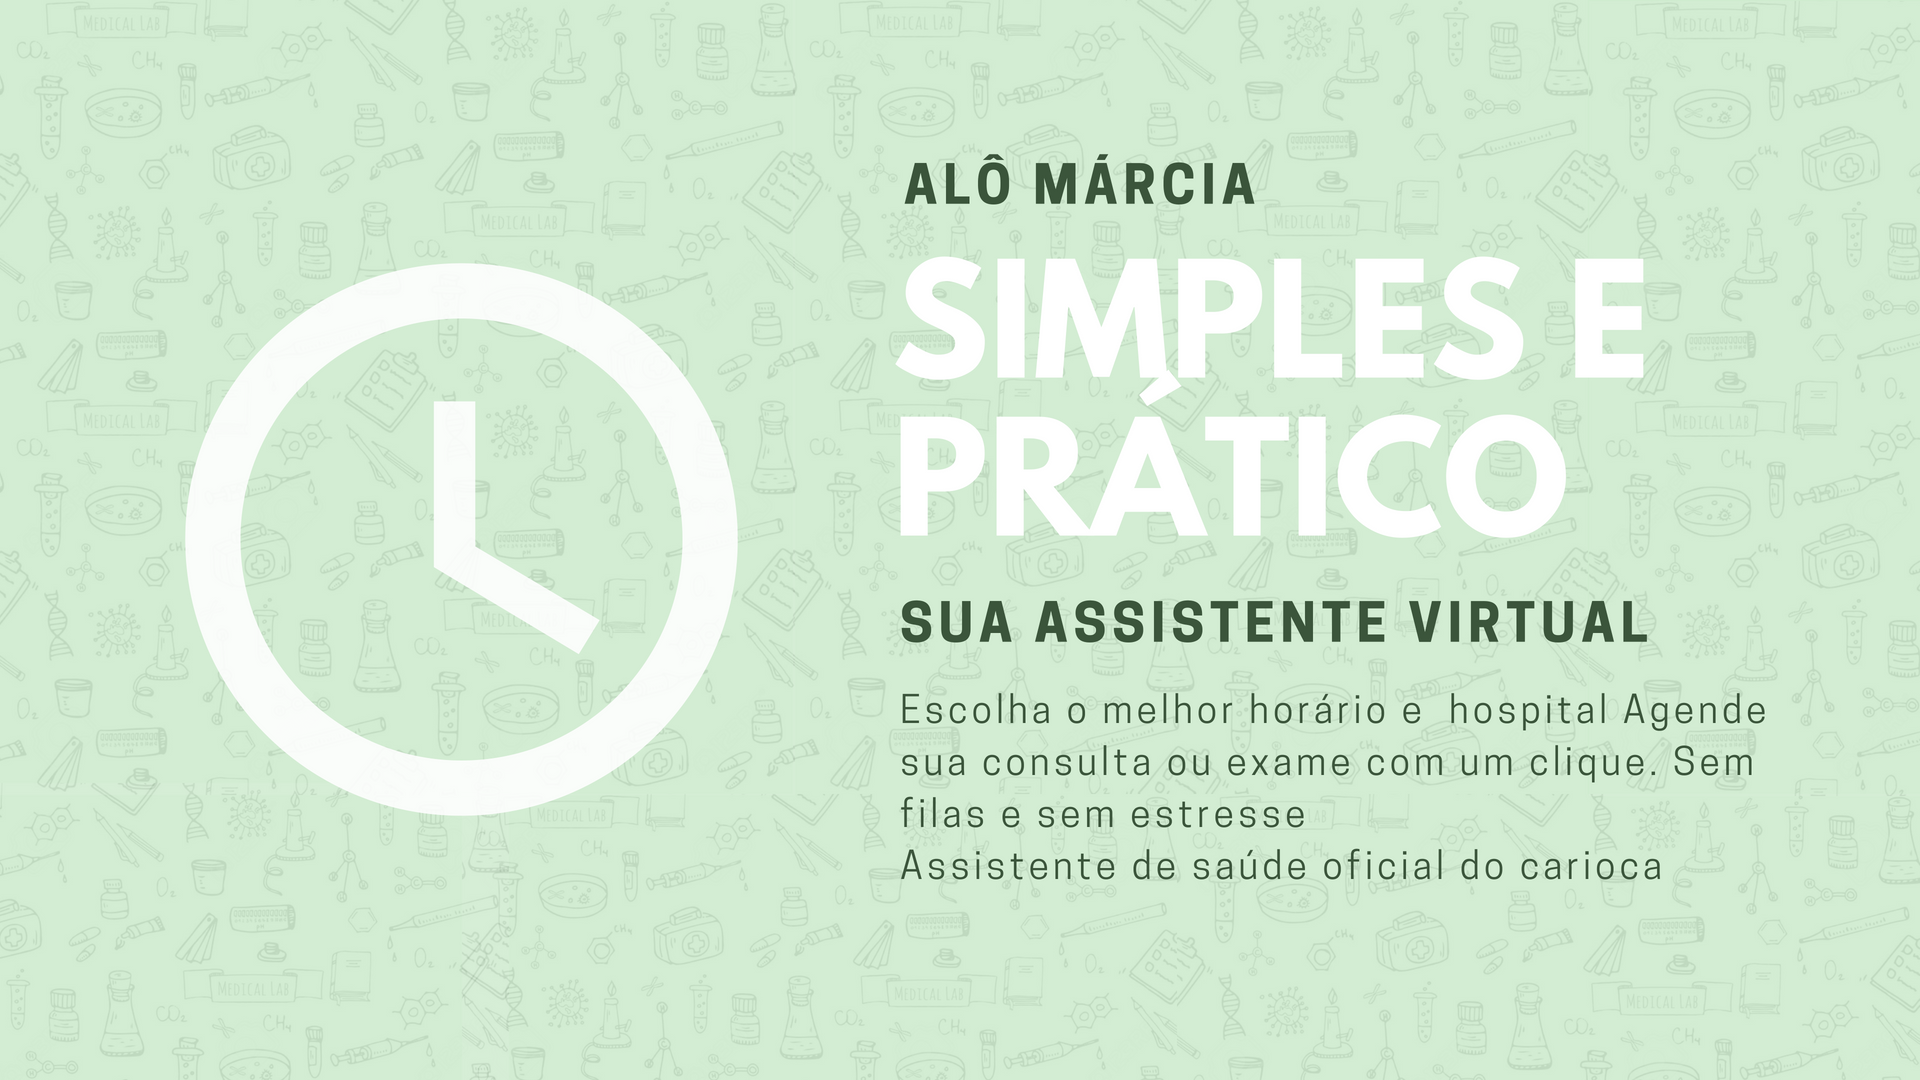 ALÔ MÁRCIA
SIMPLES E
PRÁTICO
SUA ASSISTENTE VIRTUAL
Escolha o melhor horário e  hospital Agende
sua consulta ou exame com um clique. Sem
filas e sem estresse
Assistente de saúde oficial do carioca